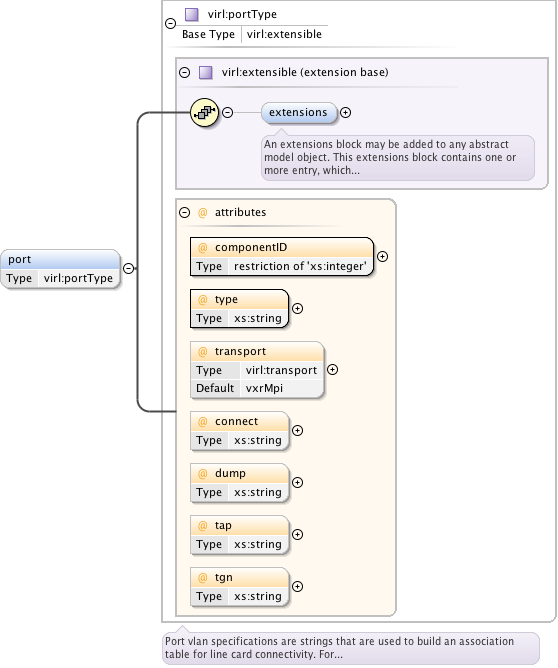 virl:portType
Base Type virl:extensible
virl:extensible (extension base)
extensions
An extensions block may be added to any abstract
model object. This extensions block contains one or
more entry, which...
@ attributes
port
Type virl:portType
@ componentID
Type restriction of 'xs:integer'
@ type
Type xs:string
@ transport
Type virl:transport
Default vxrMpi
@ connect
Type xs:string
@ dump
Type xs:string
@ tap
Type xs:string
@ tgn
Type xs:string
Port vlan specifications are strings that are used to build an association
table for line card connectivity. For...